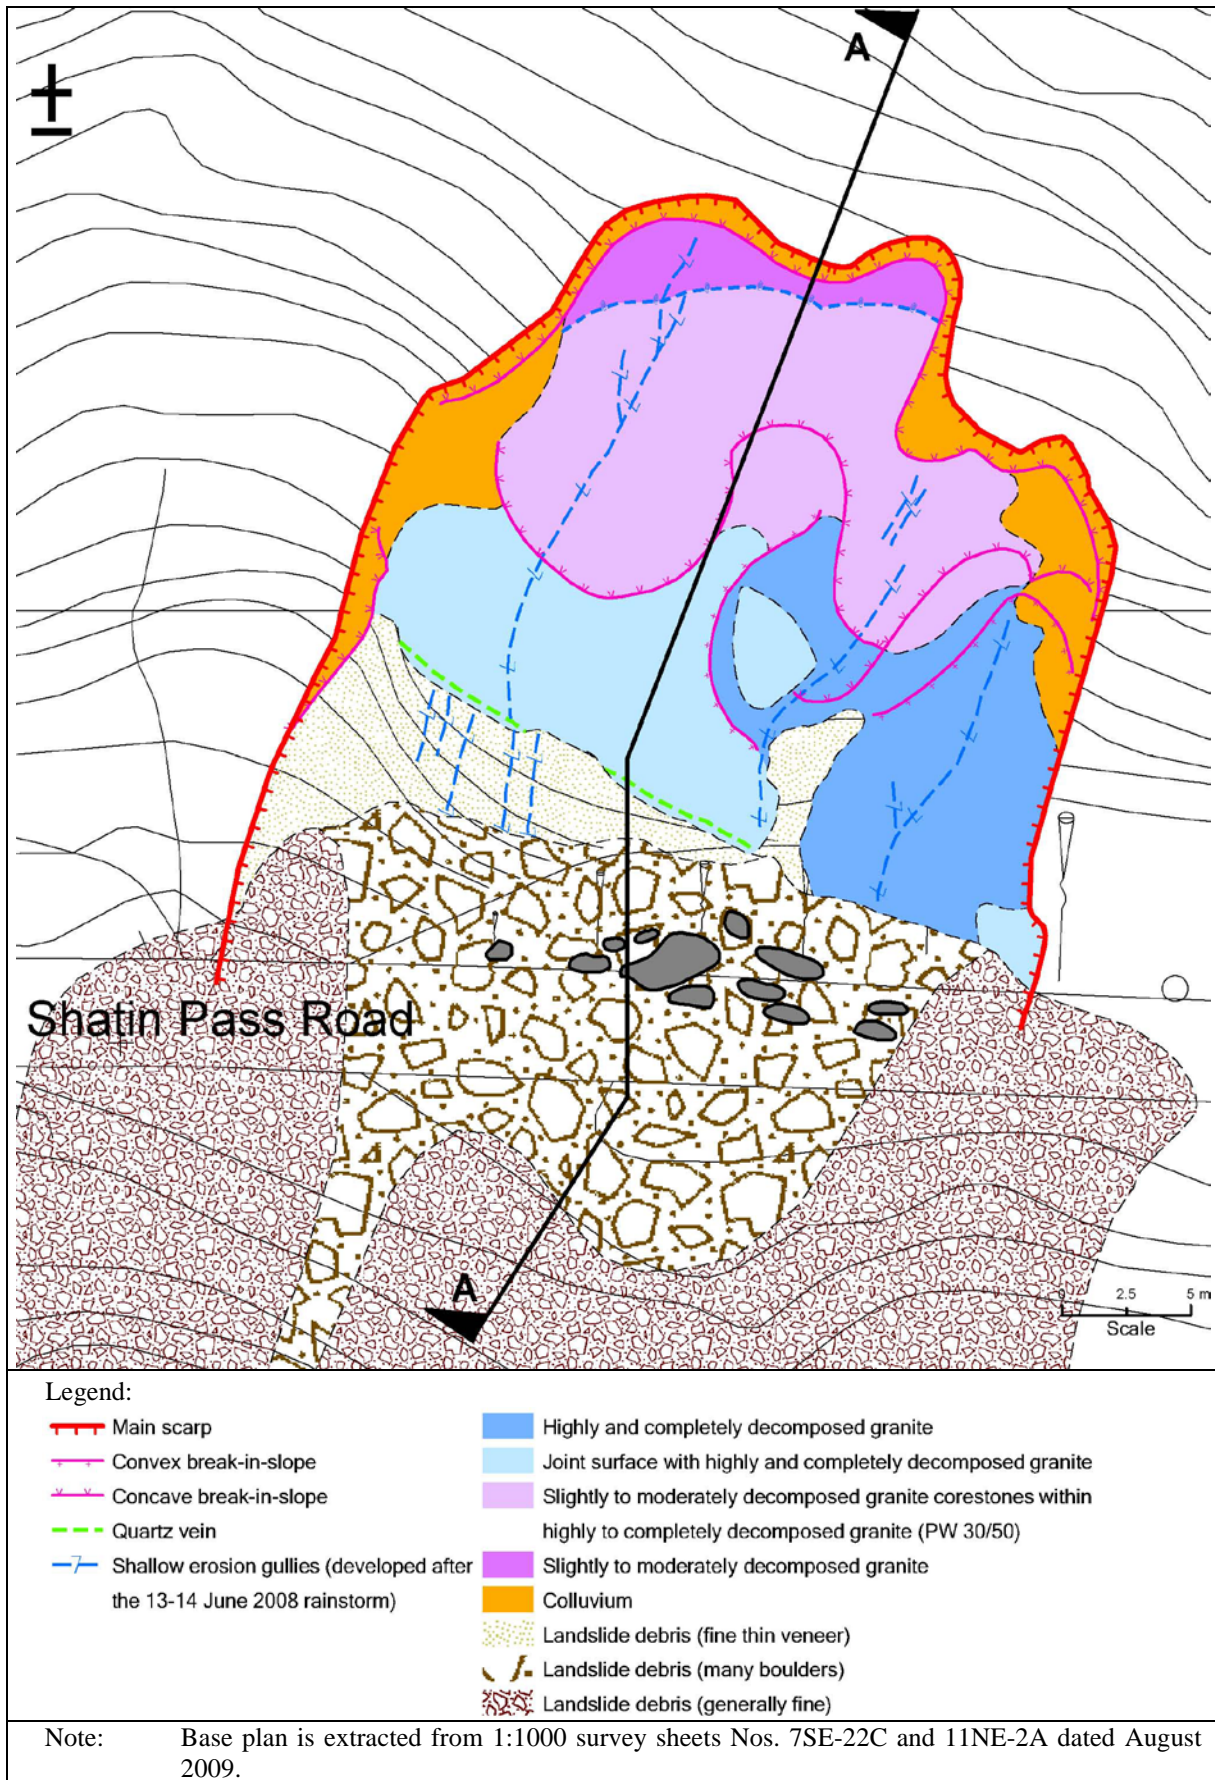 A
Shatin Pass Road
A
0 2.5 5 m
Scale
Legend:
Main scarp
Convex break-in-slope
Concave break-in-slope
Quartz vein
Shallow erosion gullies (developed after
the 13-14 June 2008 rainstorm)
Highly and completely decomposed granite
Joint surface with highly and completely decomposed granite
Slightly to moderately decomposed granite corestones within
highly to completely decomposed granite (PW 30/50)
Slightly to moderately decomposed granite
Colluvium
Landslide debris (fine thin veneer)
Landslide debris (many boulders)
Landslide debris (generally fine)
Note: Base plan is extracted from 1:1000 survey sheets Nos. 7SE-22C and 11NE-2A dated August
2009.